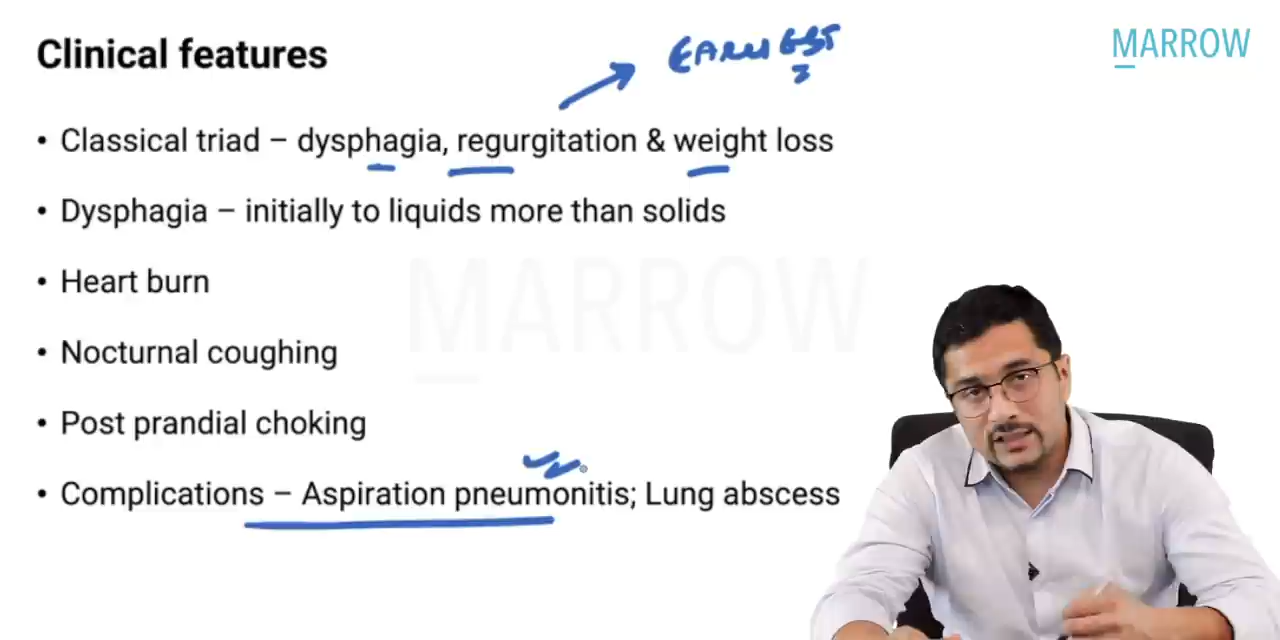 Clinical features
EARLIEST
MARROW
• Classical triad – dysphagia, regurgitation & weight loss
• Dysphagia – initially to liquids more than solids
• Heart burn
MARROW
• Nocturnal coughing
• Post prandial choking
• Complications – Aspiration pneumonitis; Lung abscess